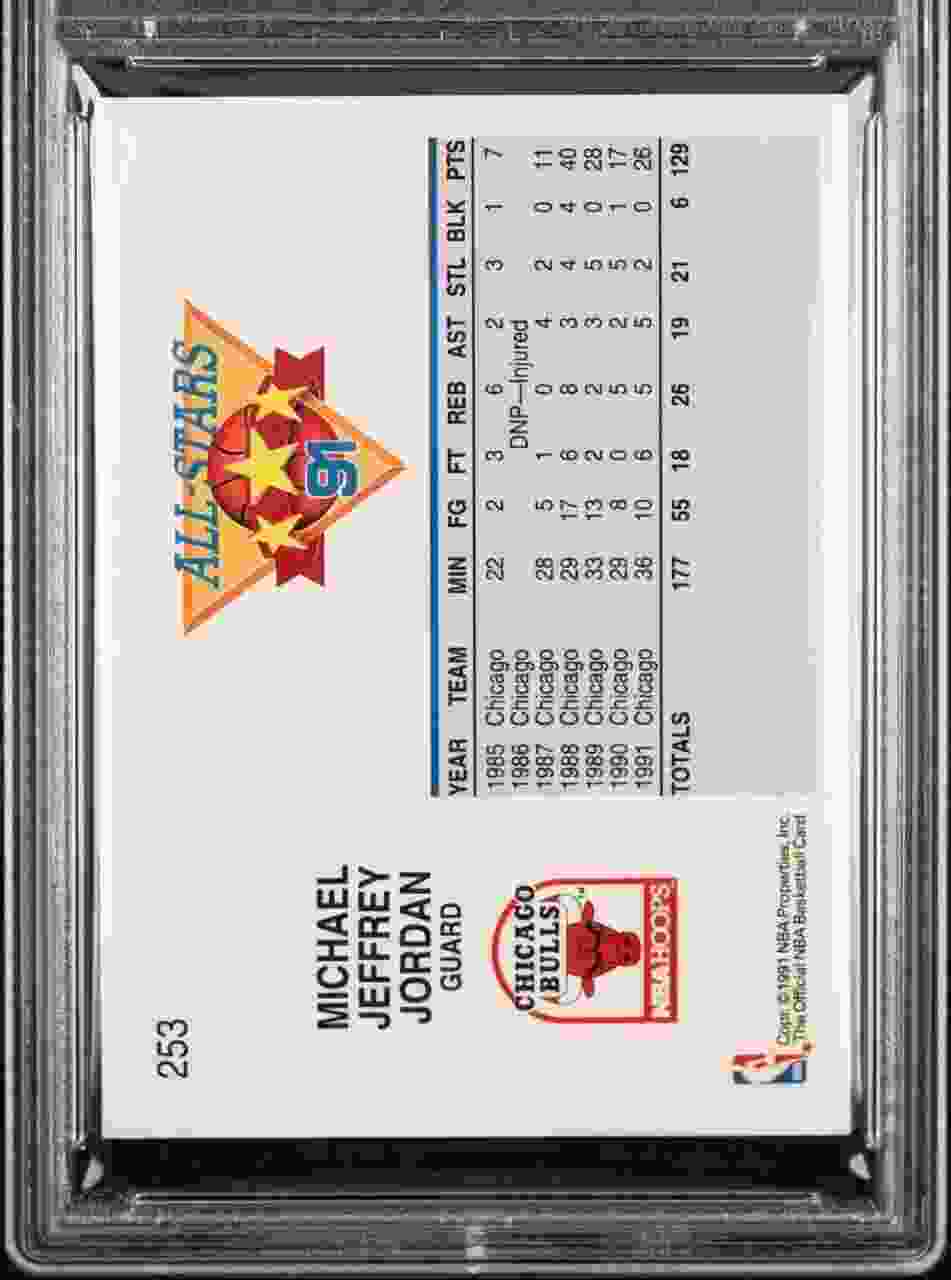 253
MICHAEL
JEFFREY
JORDAN
GUARD
CHICAGO
BULLS
TM
NBA HOOPS
ALL-STARS
91
YEAR TEAM MIN FG FT REB AST STL BLK PTS
1985 Chicago 22 2 3 6 2 3 1 7
1986 Chicago DNP—Injured
1987 Chicago 28 5 1 0 4 2 0 11
1988 Chicago 29 17 6 8 3 4 4 40
1989 Chicago 33 13 2 2 3 5 0 28
1990 Chicago 29 8 0 5 2 5 1 17
1991 Chicago 36 10 6 5 5 2 0 26
TOTALS 177 55 18 26 19 21 6 129
Copr. © 1991 NBA Properties, Inc.
The Official NBA Basketball Card